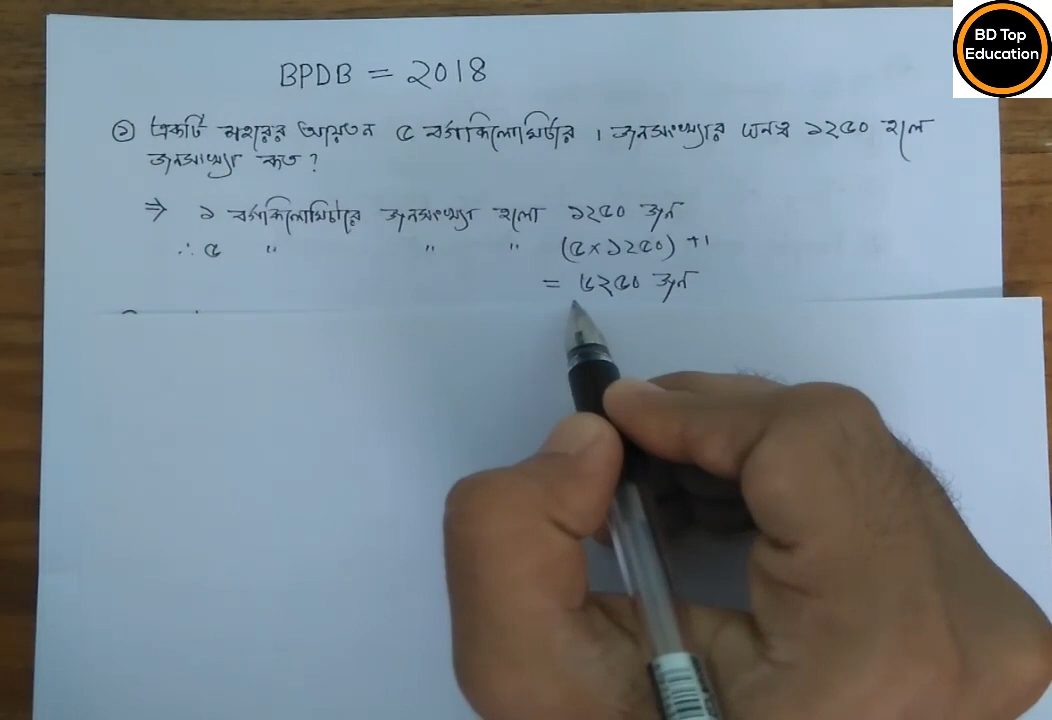 BD Top
Education
BPDB = 2018
① একটি শহরের আয়তন ৫ বর্গকিলোমিটার । জনসংখ্যার ঘনত্ব ১২৫০ হলে
জনসংখ্যা কত ?
⇒ ১ বর্গকিলোমিটারে জনসংখ্যা হলো ১২৫০ জন
∴ ৫ " " " (৫×১২৫০) "।
= ৬২৫০ জন